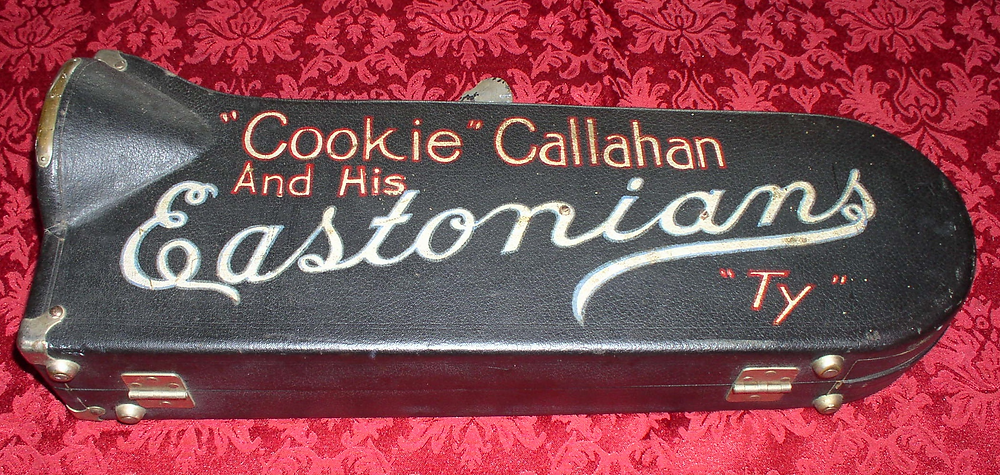 "Cookie" Callahan
And His
Eastonians
"Ty"